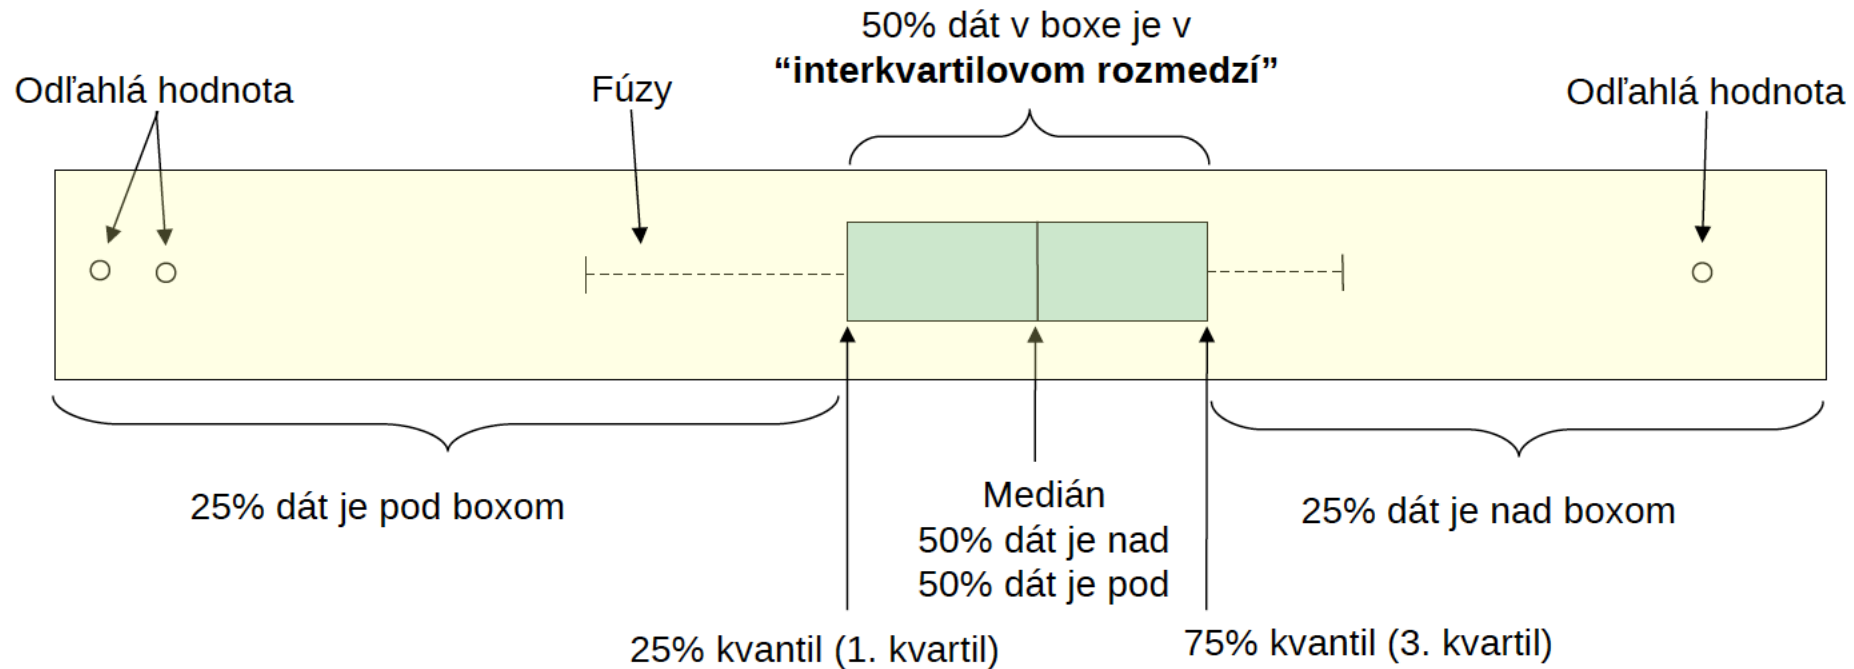 50% dát v boxe je v
“interkvartilovom rozmedzí”
Odľahlá hodnota
Fúzy
Odľahlá hodnota
25% dát je pod boxom
Medián
50% dát je nad
50% dát je pod
25% dát je nad boxom
25% kvantil (1. kvartil)
75% kvantil (3. kvartil)